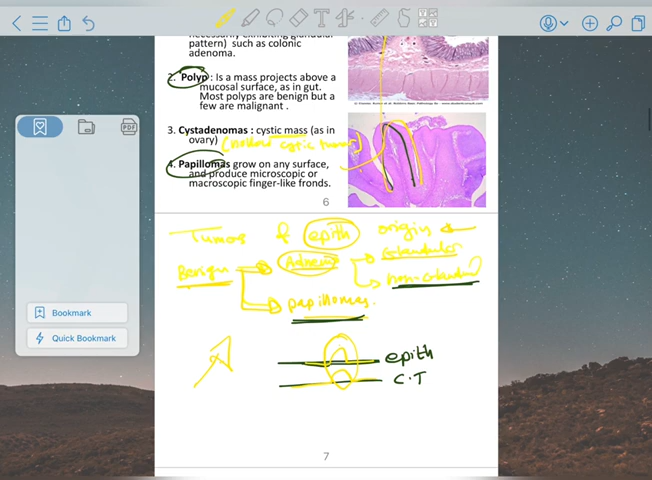 necessarily exhibiting glandular
pattern) such as colonic
adenoma.
2. Polyp : Is a mass projects above a
mucosal surface, as in gut.
Most polyps are benign but a
few are malignant .
3. Cystadenomas : cystic mass (as in
ovary) (hollow cystic tumor)
4. Papillomas grow on any surface,
and produce microscopic or
macroscopic finger-like fronds.
6
Tumors of epith origin
Benign
Adenoma
Glandular
non-Glandular
papillomas.
epith
C.T
7
Bookmark
Quick Bookmark
PDF
T